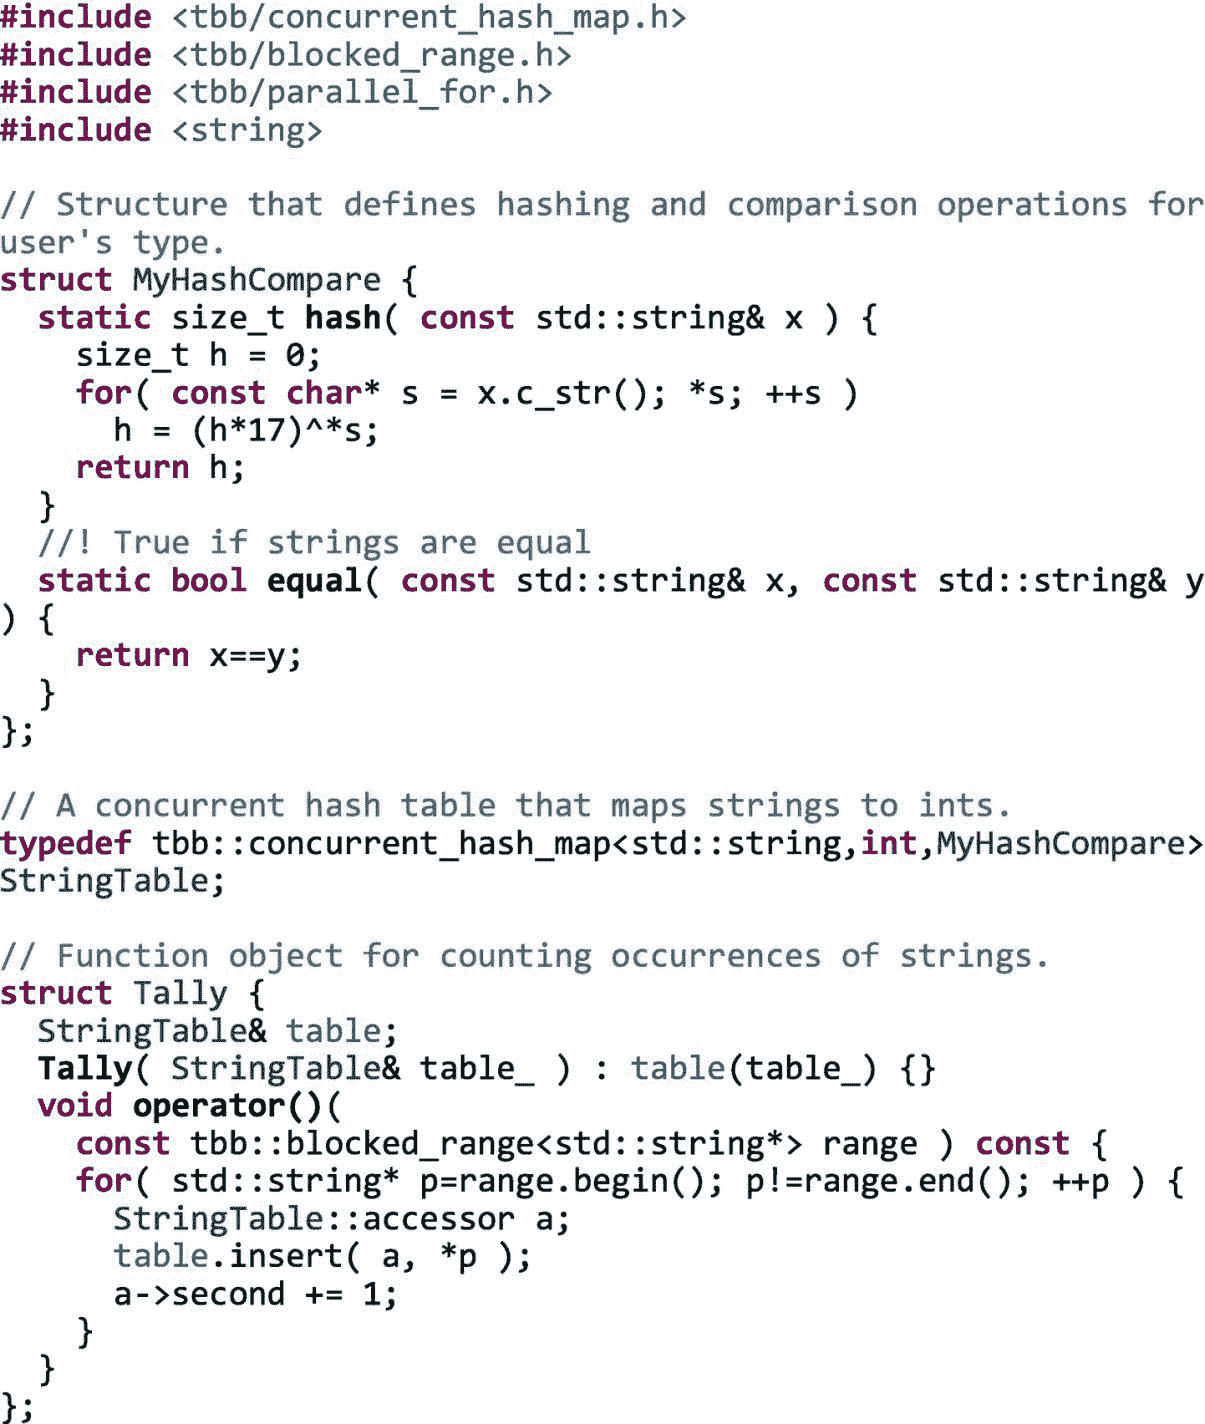 #include <tbb/concurrent_hash_map.h>
#include <tbb/blocked_range.h>
#include <tbb/parallel_for.h>
#include <string>

// Structure that defines hashing and comparison operations for
user's type.
struct MyHashCompare {
  static size_t hash( const std::string& x ) {
    size_t h = 0;
    for( const char* s = x.c_str(); *s; ++s )
      h = (h*17)^*s;
    return h;
  }
  //! True if strings are equal
  static bool equal( const std::string& x, const std::string& y
) {
    return x==y;
  }
};

// A concurrent hash table that maps strings to ints.
typedef tbb::concurrent_hash_map<std::string,int,MyHashCompare>
StringTable;

// Function object for counting occurrences of strings.
struct Tally {
  StringTable& table;
  Tally( StringTable& table_ ) : table(table_) {}
  void operator()(
    const tbb::blocked_range<std::string*> range ) const {
    for( std::string* p=range.begin(); p!=range.end(); ++p ) {
      StringTable::accessor a;
      table.insert( a, *p );
      a->second += 1;
    }
  }
};